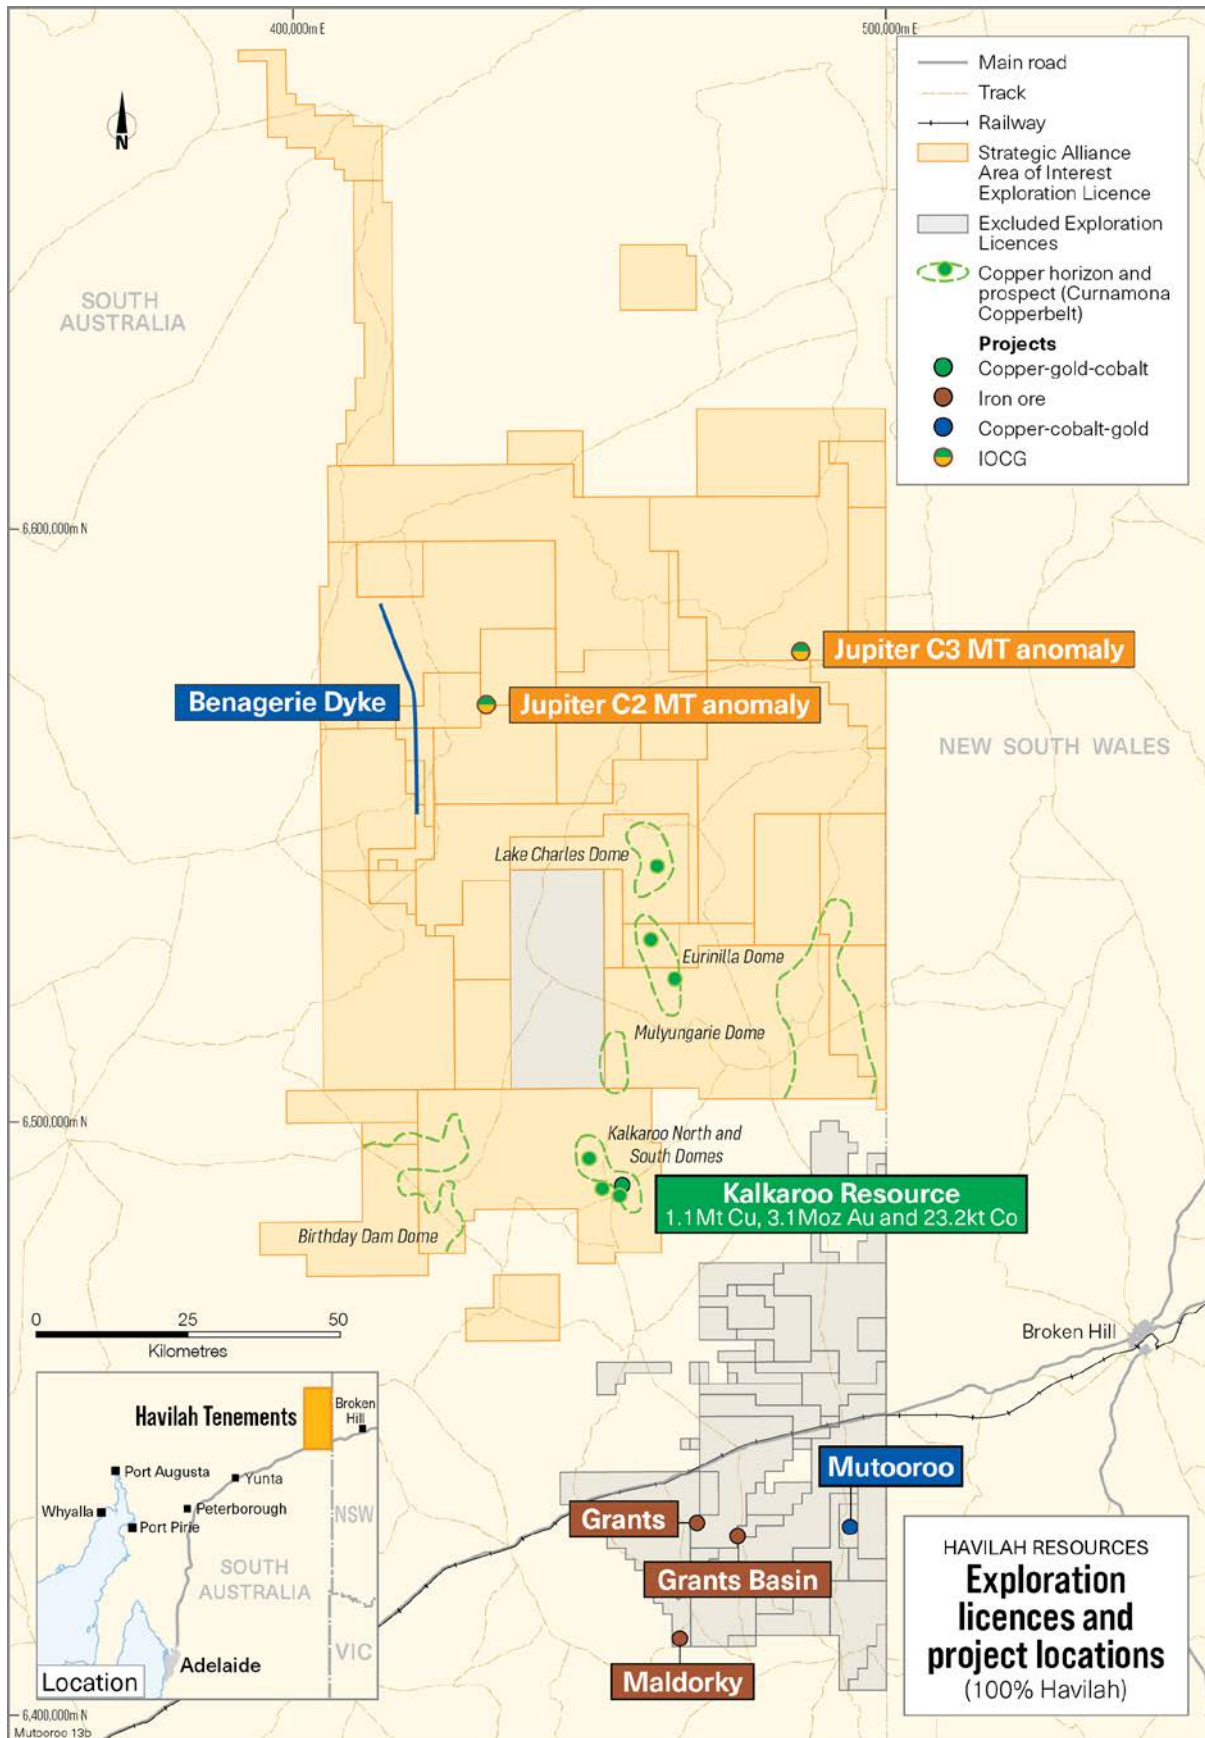 400,000m E
500,000m E
N
Main road
Track
Railway
Strategic Alliance
Area of Interest
Exploration Licence
Excluded Exploration
Licences
Copper horizon and
prospect (Curnamona
Copperbelt)
Projects
Copper-gold-cobalt
Iron ore
Copper-cobalt-gold
IOCG
SOUTH
AUSTRALIA
6,600,000m N
Jupiter C3 MT anomaly
Benagerie Dyke
Jupiter C2 MT anomaly
NEW SOUTH WALES
Lake Charles Dome
Eurinilla Dome
Mulyungarie Dome
6,500,000m N
Kalkaroo North and
South Domes
Kalkaroo Resource
1.1Mt Cu, 3.1Moz Au and 23.2kt Co
Birthday Dam Dome
0 25 50
Kilometres
Broken Hill
Havilah Tenements
Broken
Hill
Port Augusta
Yunta
Whyalla
Peterborough
Port Pirie
NSW
SOUTH
AUSTRALIA
VIC
Adelaide
Location
Mutooroo
Grants
Grants Basin
Maldorky
HAVILAH RESOURCES
Exploration
licences and
project locations
(100% Havilah)
6,400,000m N
Mutooroo 13b